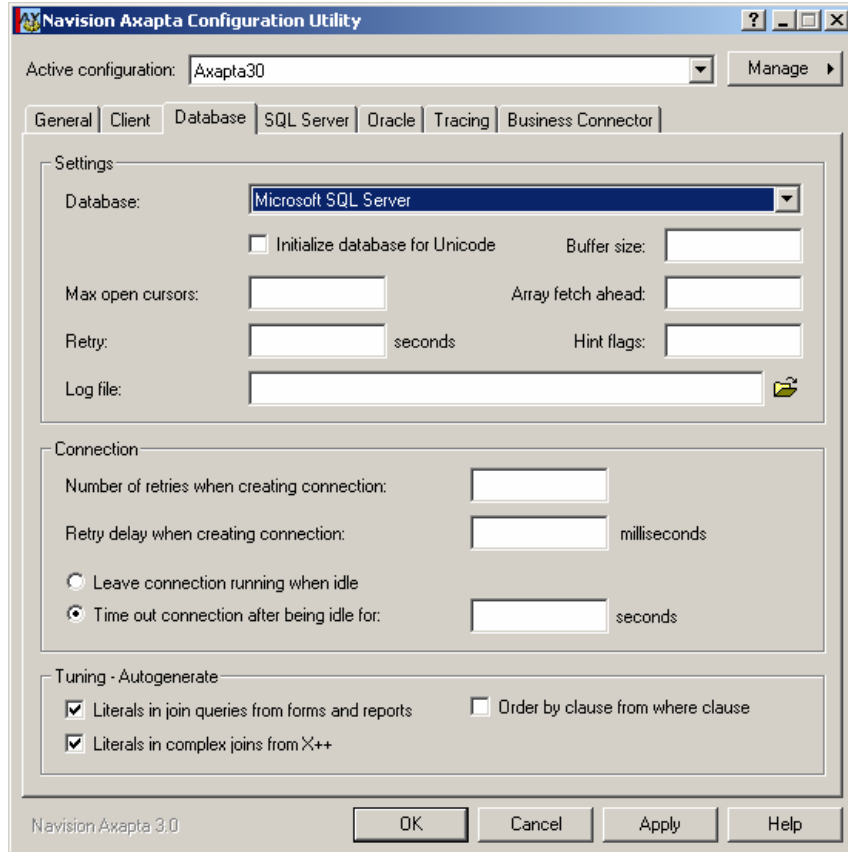 Navision Axapta Configuration Utility
Active configuration: Axapta30 Manage
General Client Database SQL Server Oracle Tracing Business Connector
Settings
Database: Microsoft SQL Server
Initialize database for Unicode Buffer size:
Max open cursors: Array fetch ahead:
Retry: seconds Hint flags:
Log file:
Connection
Number of retries when creating connection:
Retry delay when creating connection: milliseconds
Leave connection running when idle
Time out connection after being idle for: seconds
Tuning - Autogenerate
Literals in join queries from forms and reports Order by clause from where clause
Literals in complex joins from X++
Navision Axapta 3.0 OK Cancel Apply Help